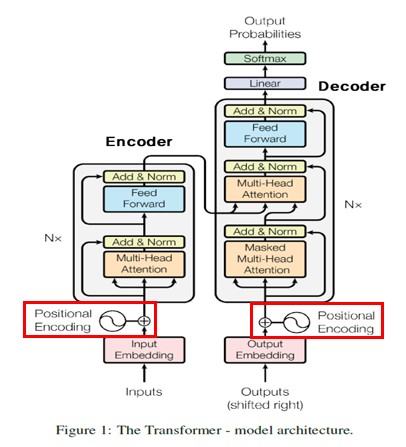 Output
Probabilities
Softmax
Linear
Decoder
Add & Norm
Feed
Forward
Add & Norm
Multi-Head
Attention
Add & Norm
Masked
Multi-Head
Attention
N×
Positional
Encoding
Output
Embedding
Outputs
(shifted right)
Encoder
Add & Norm
Feed
Forward
Add & Norm
Multi-Head
Attention
N×
Positional
Encoding
Input
Embedding
Inputs
Figure 1: The Transformer - model architecture.